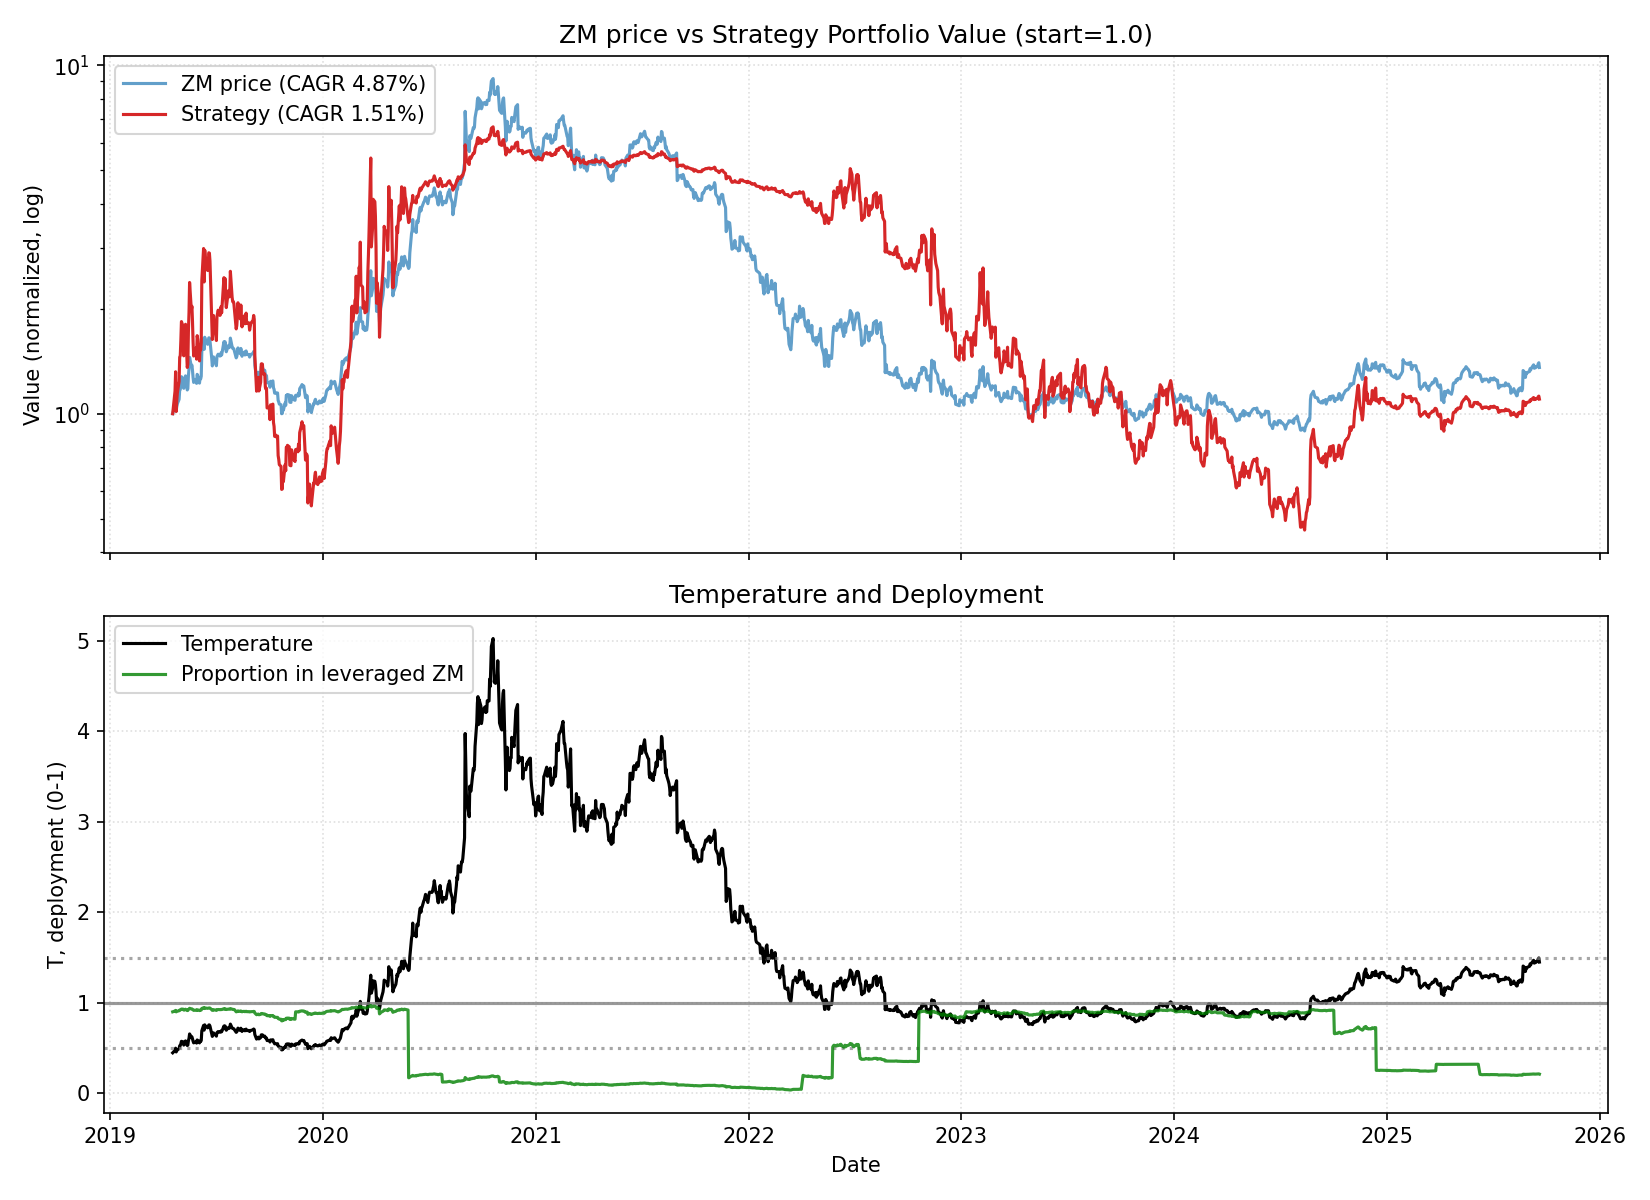 ZM price vs Strategy Portfolio Value (start=1.0)
Value (normalized, log)
10¹
10⁰
ZM price (CAGR 4.87%)
Strategy (CAGR 1.51%)
Temperature and Deployment
T, deployment (0-1)
5
4
3
2
1
0
Temperature
Proportion in leveraged ZM
2019 2020 2021 2022 2023 2024 2025 2026
Date